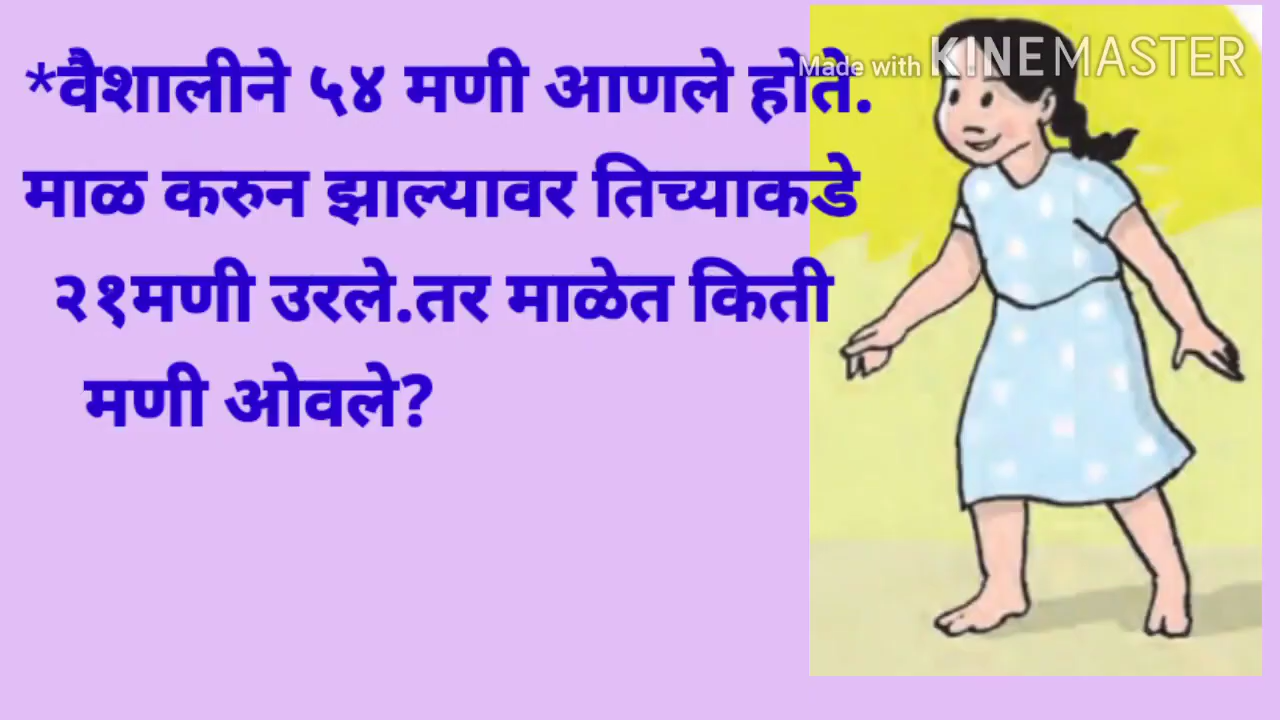 *वैशालीने ५४ मणी आणले होते.
Made with KINEMASTER
माळ करुन झाल्यावर तिच्याकडे
२१मणी उरले.तर माळेत किती
मणी ओवले?